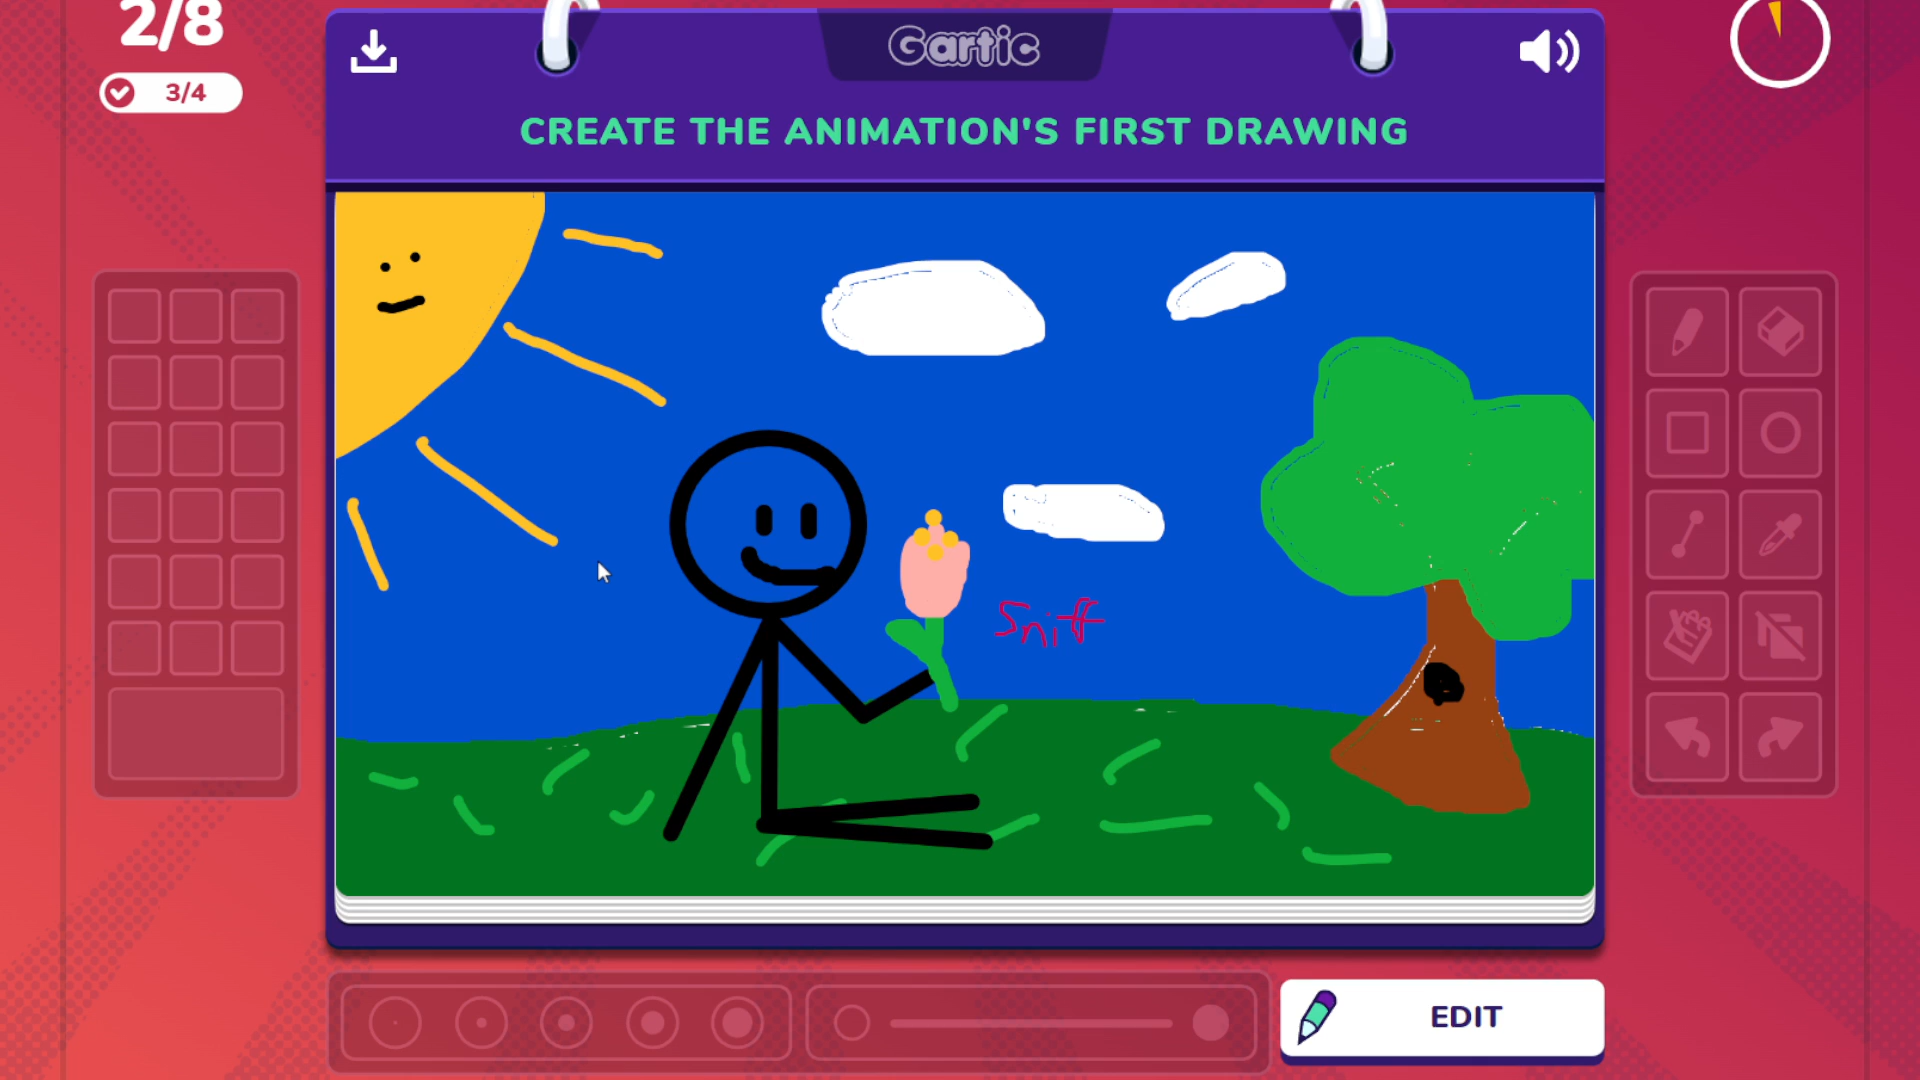 2/8
3/4
Gartic
CREATE THE ANIMATION'S FIRST DRAWING
Sniff
EDIT